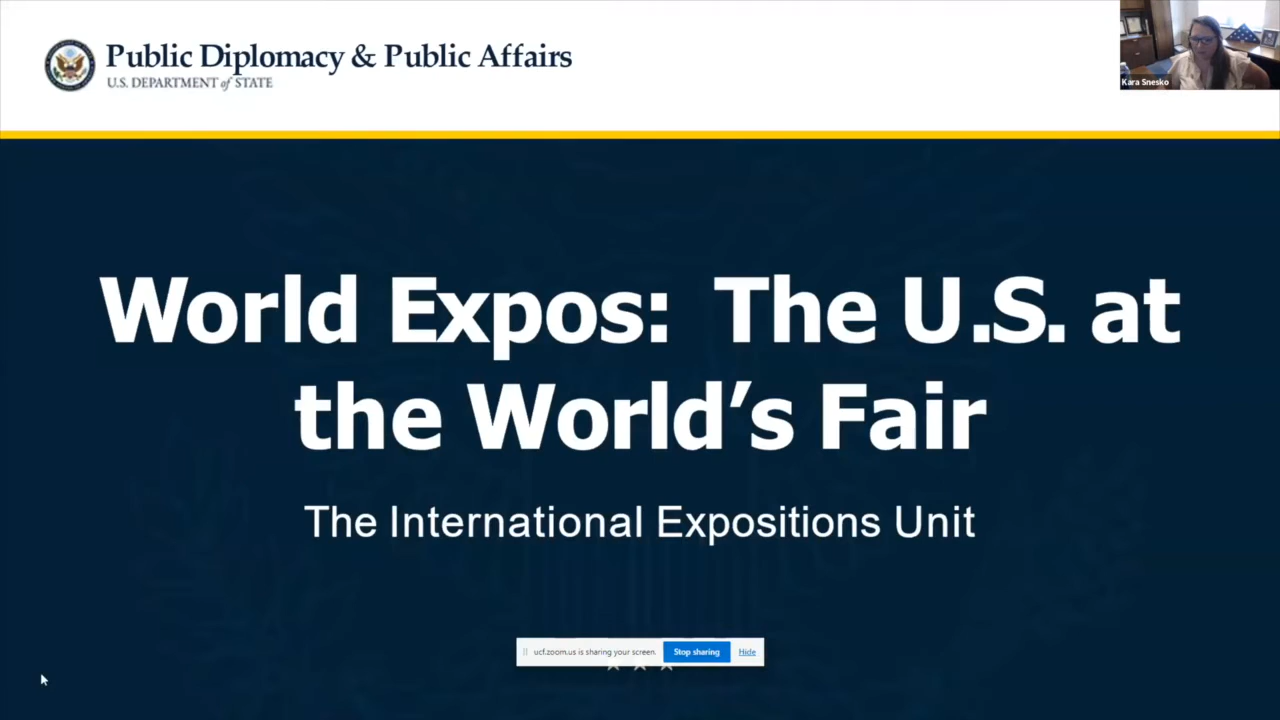 Public Diplomacy & Public Affairs
U.S. DEPARTMENT of STATE
Kara Snesko
World Expos: The U.S. at
the World's Fair
The International Expositions Unit
ucf.zoom.us is sharing your screen. Stop sharing Hide